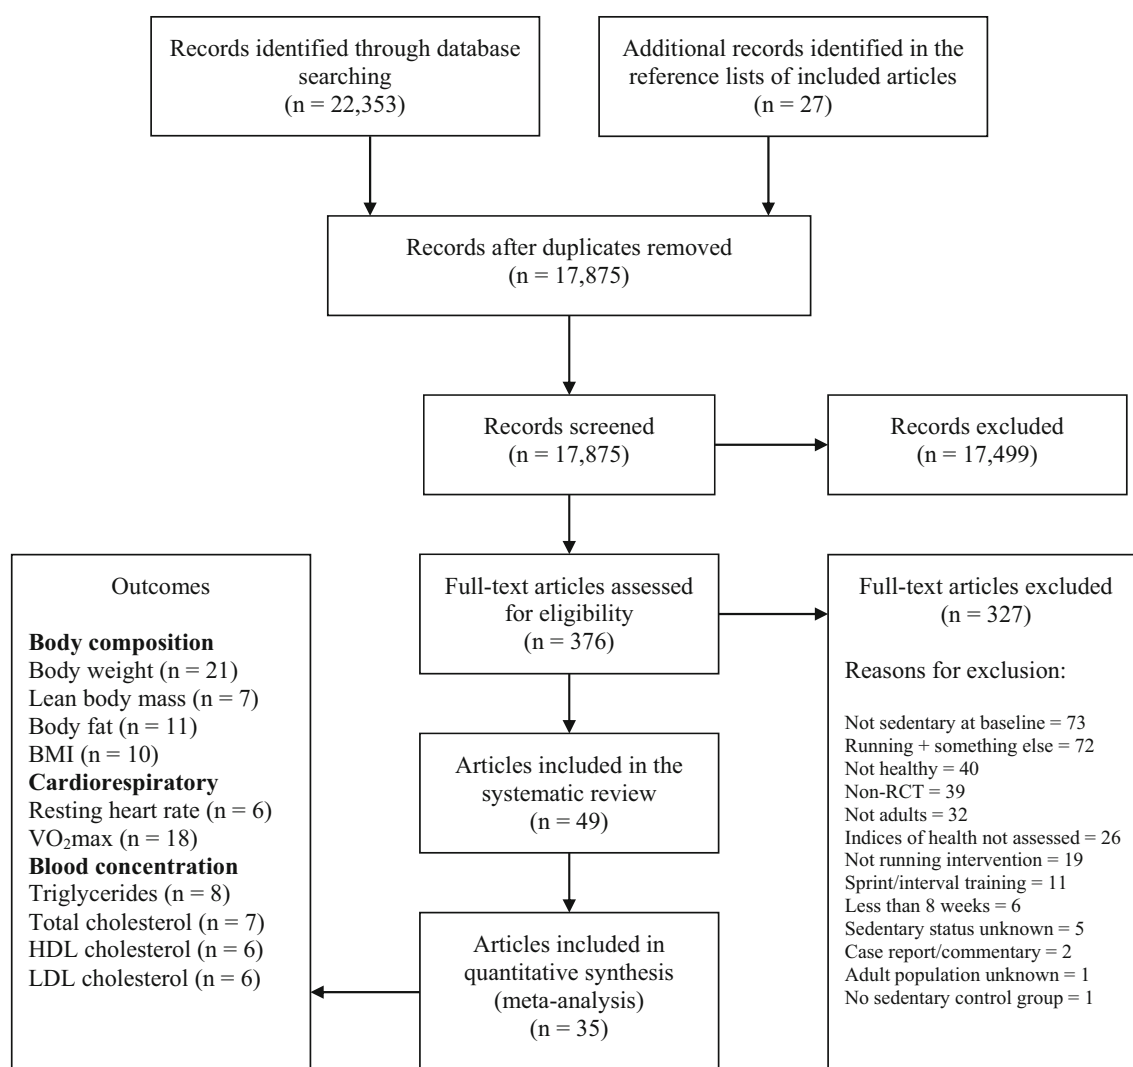 Records identified through database
searching
(n = 22,353)
Additional records identified in the
reference lists of included articles
(n = 27)
Records after duplicates removed
(n = 17,875)
Records screened
(n = 17,875)
Records excluded
(n = 17,499)
Full-text articles assessed
for eligibility
(n = 376)
Full-text articles excluded
(n = 327)
Reasons for exclusion:
Not sedentary at baseline = 73
Running + something else = 72
Not healthy = 40
Non-RCT = 39
Not adults = 32
Indices of health not assessed = 26
Not running intervention = 19
Sprint/interval training = 11
Less than 8 weeks = 6
Sedentary status unknown = 5
Case report/commentary = 2
Adult population unknown = 1
No sedentary control group = 1
Articles included in the
systematic review
(n = 49)
Articles included in
quantitative synthesis
(meta-analysis)
(n = 35)
Outcomes
Body composition
Body weight (n = 21)
Lean body mass (n = 7)
Body fat (n = 11)
BMI (n = 10)
Cardiorespiratory
Resting heart rate (n = 6)
VO₂max (n = 18)
Blood concentration
Triglycerides (n = 8)
Total cholesterol (n = 7)
HDL cholesterol (n = 6)
LDL cholesterol (n = 6)